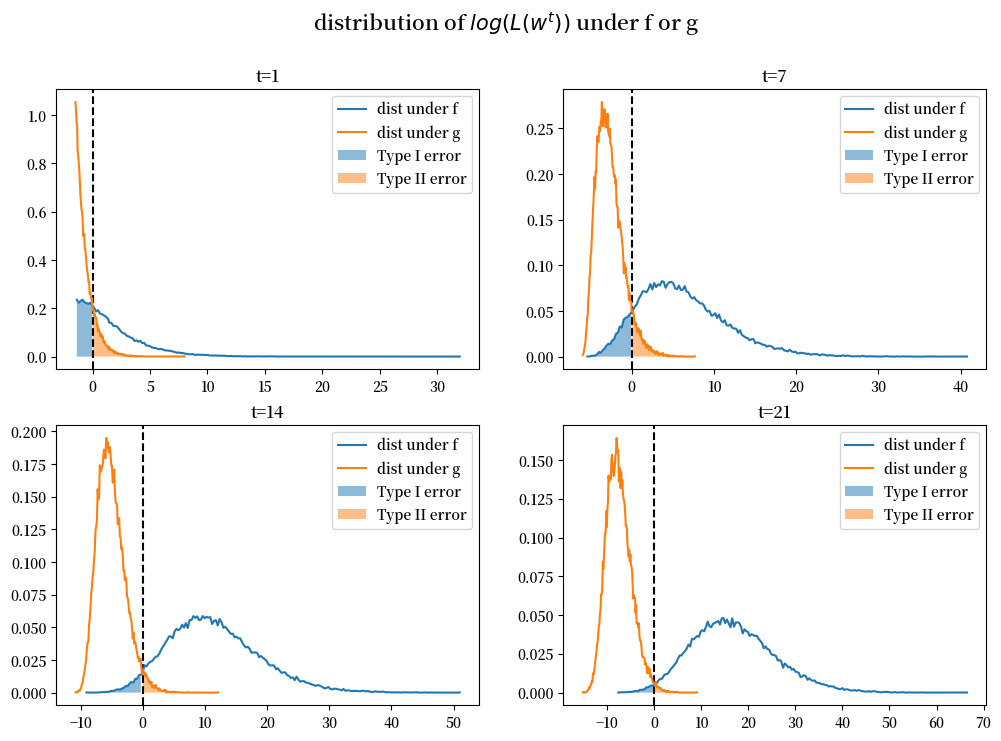 distribution of log(L(wᵗ)) under f or g
t=1
1.0
0.8
0.6
0.4
0.2
0.0
0 5 10 15 20 25 30
dist under f
dist under g
Type I error
Type II error
t=7
0.25
0.20
0.15
0.10
0.05
0.00
0 10 20 30 40
dist under f
dist under g
Type I error
Type II error
t=14
0.200
0.175
0.150
0.125
0.100
0.075
0.050
0.025
0.000
−10 0 10 20 30 40 50
dist under f
dist under g
Type I error
Type II error
t=21
0.150
0.125
0.100
0.075
0.050
0.025
0.000
−10 0 10 20 30 40 50 60 70
dist under f
dist under g
Type I error
Type II error